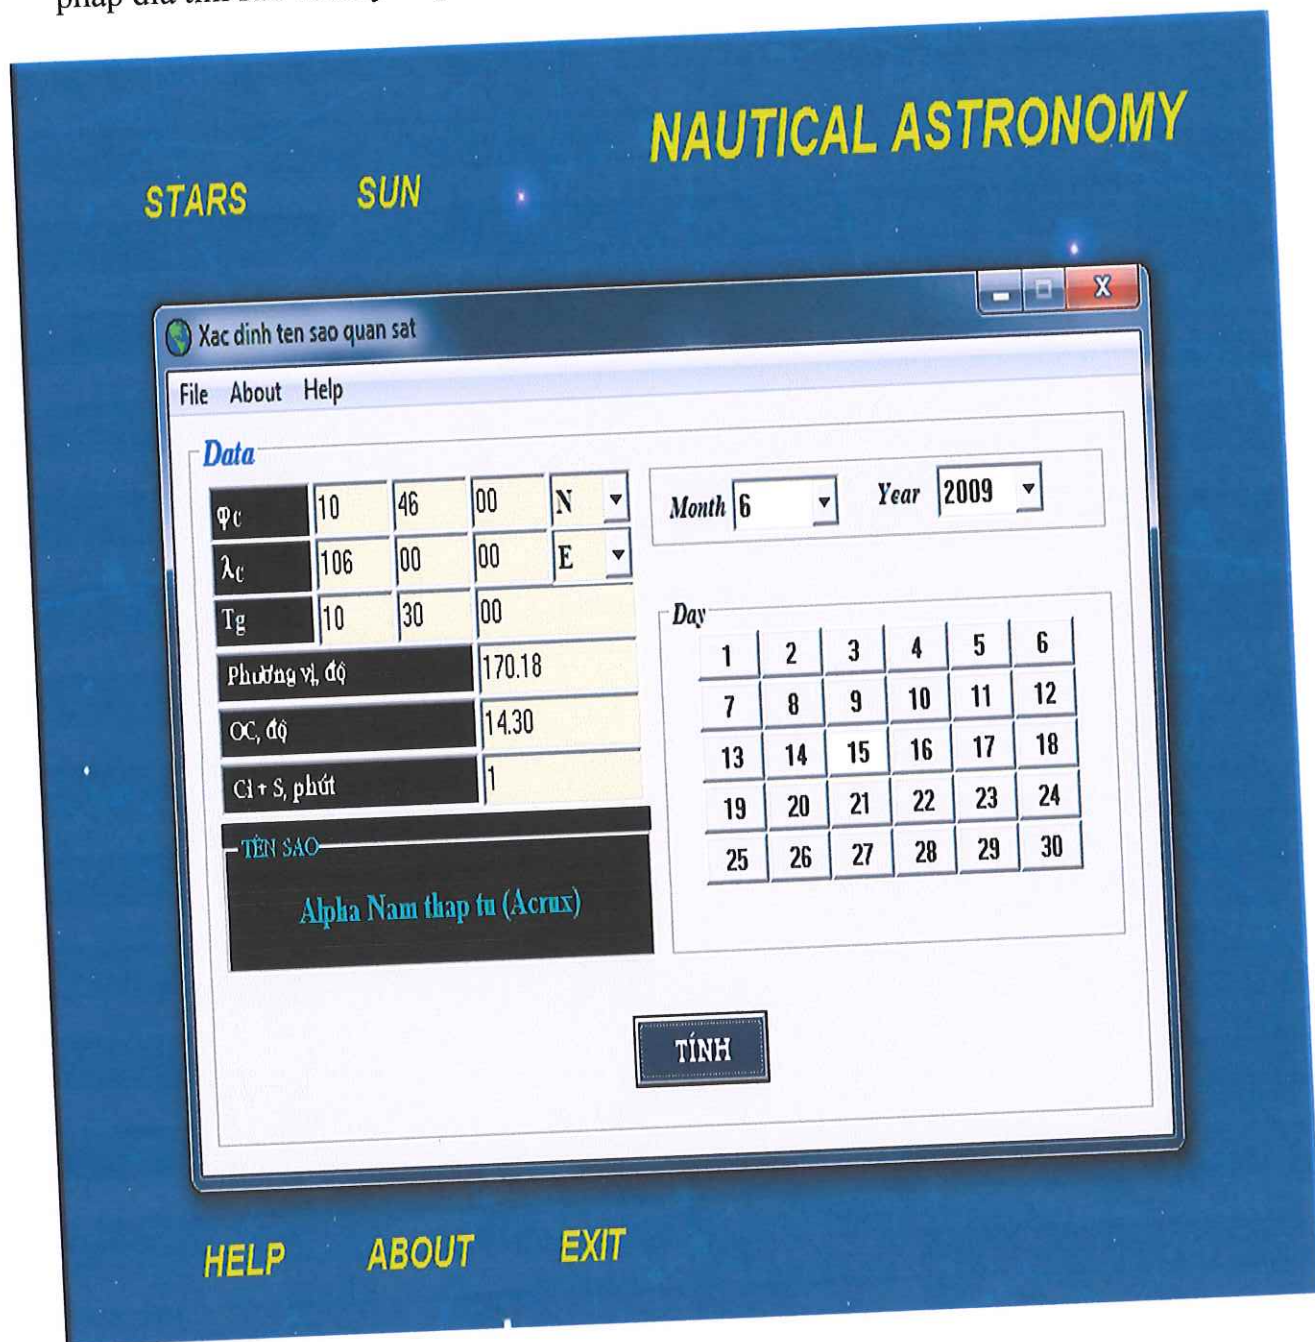 NAUTICAL ASTRONOMY
STARS SUN
Xac dinh ten sao quan sat
X
File About Help
Data
φC 10 46 00 N
Month 6 Year 2009
λC 106 00 00 E
Tg 10 30 00
Day
Phương vị, độ 170.18
OC, độ 14.30
Ci + S, phút 1
1 2 3 4 5 6
7 8 9 10 11 12
13 14 15 16 17 18
19 20 21 22 23 24
25 26 27 28 29 30
TÊN SAO
Alpha Nam thap tu (Acrux)
TÍNH
HELP ABOUT EXIT